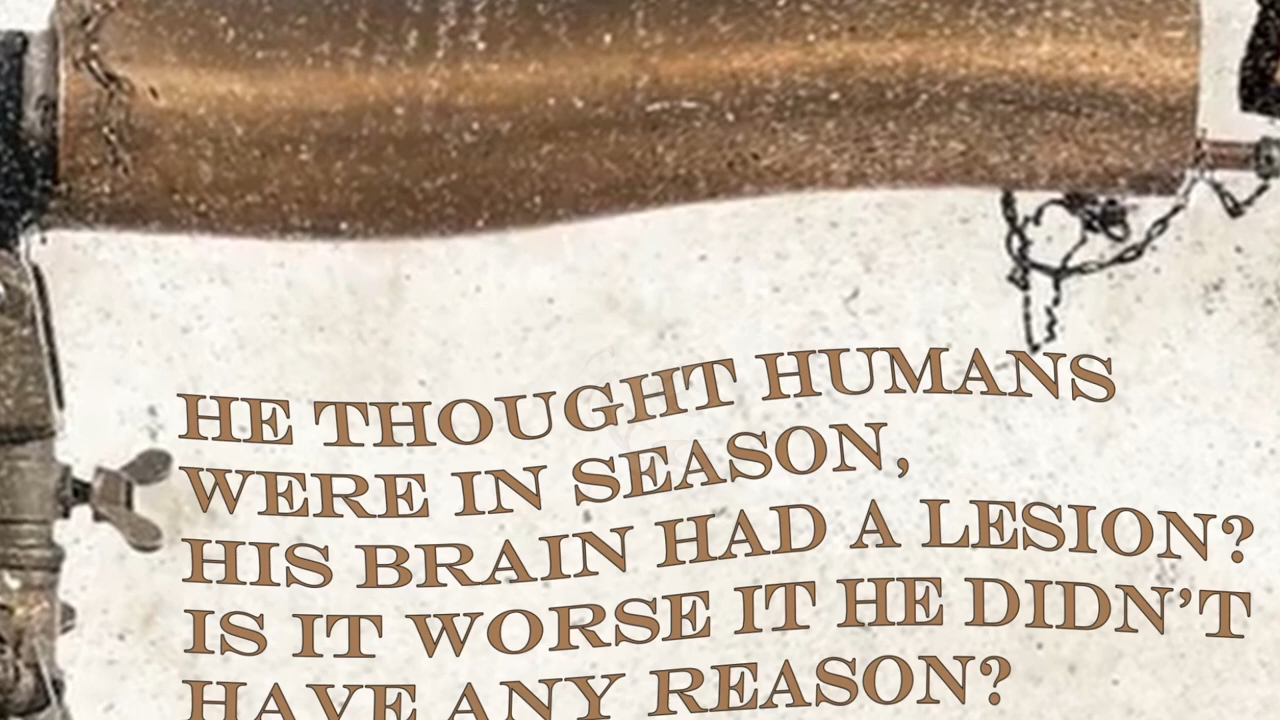 HE THOUGHT HUMANS
WERE IN SEASON,
HIS BRAIN HAD A LESION?
IS IT WORSE IT HE DIDN'T
HAVE ANY REASON?